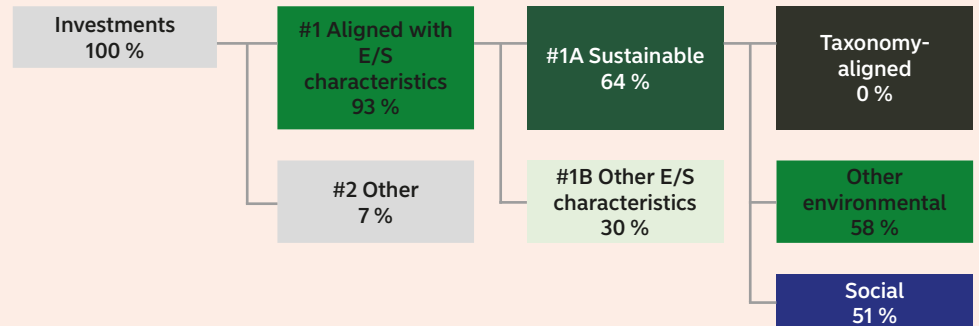 Investments
100 %
#1 Aligned with
E/S
characteristics
93 %
#2 Other
7 %
#1A Sustainable
64 %
#1B Other E/S
characteristics
30 %
Taxonomy-
aligned
0 %
Other
environmental
58 %
Social
51 %